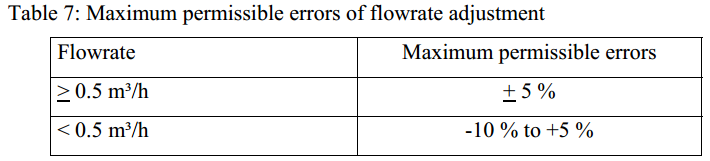 Table 7: Maximum permissible errors of flowrate adjustment
Flowrate Maximum permissible errors
≥ 0.5 m³/h ± 5 %
< 0.5 m³/h -10 % to +5 %